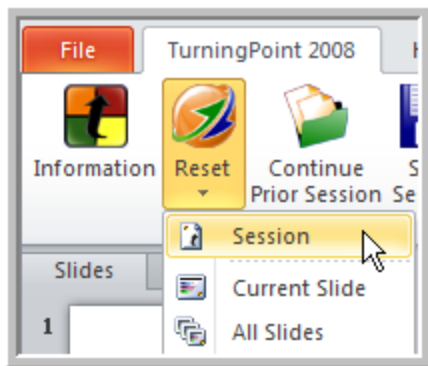 File TurningPoint 2008
Information Reset Continue
Prior Session
Session
Slides
Current Slide
1
All Slides